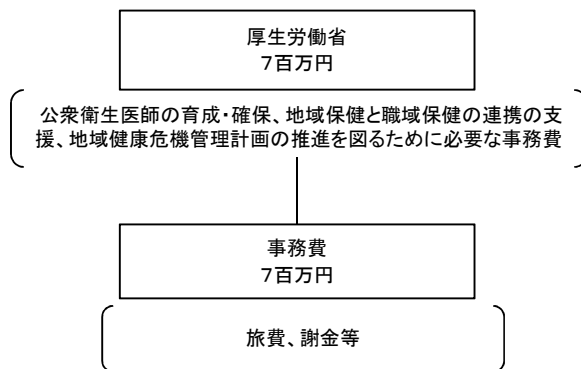 厚生労働省
7百万円
公衆衛生医師の育成・確保、地域保健と職域保健の連携の支
援、地域健康危機管理計画の推進を図るために必要な事務費
事務費
7百万円
旅費、謝金等